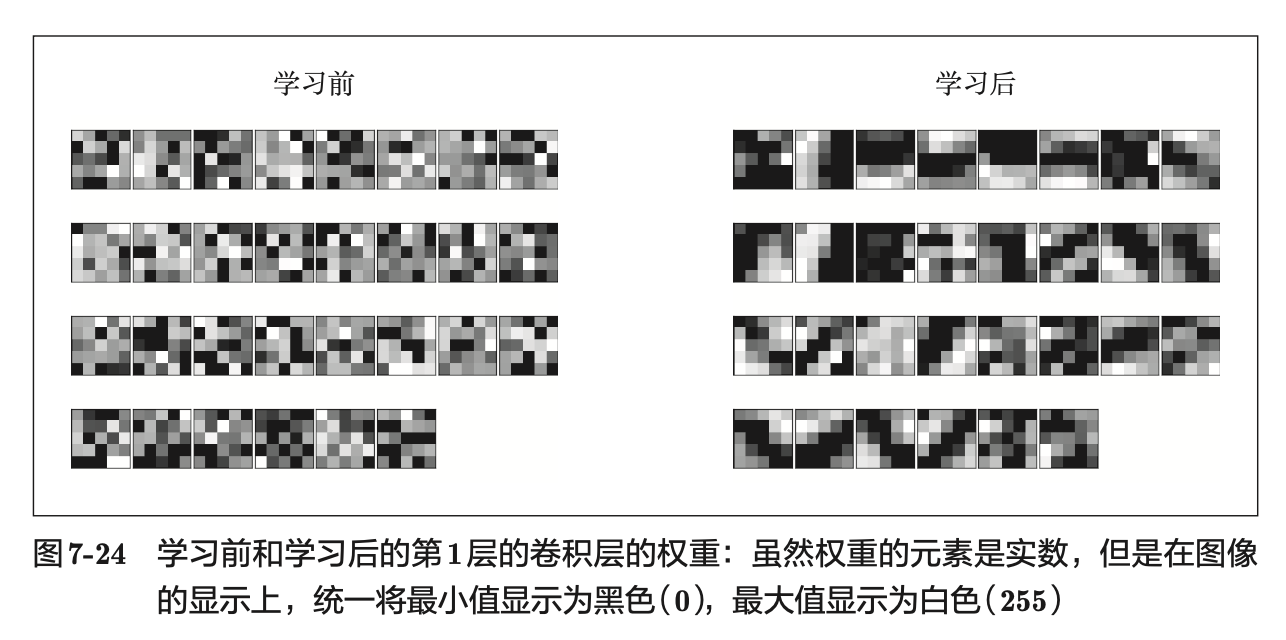 学习前
学习后
图7-24 学习前和学习后的第1层的卷积层的权重：虽然权重的元素是实数，但是在图像
的显示上，统一将最小值显示为黑色（0），最大值显示为白色（255）